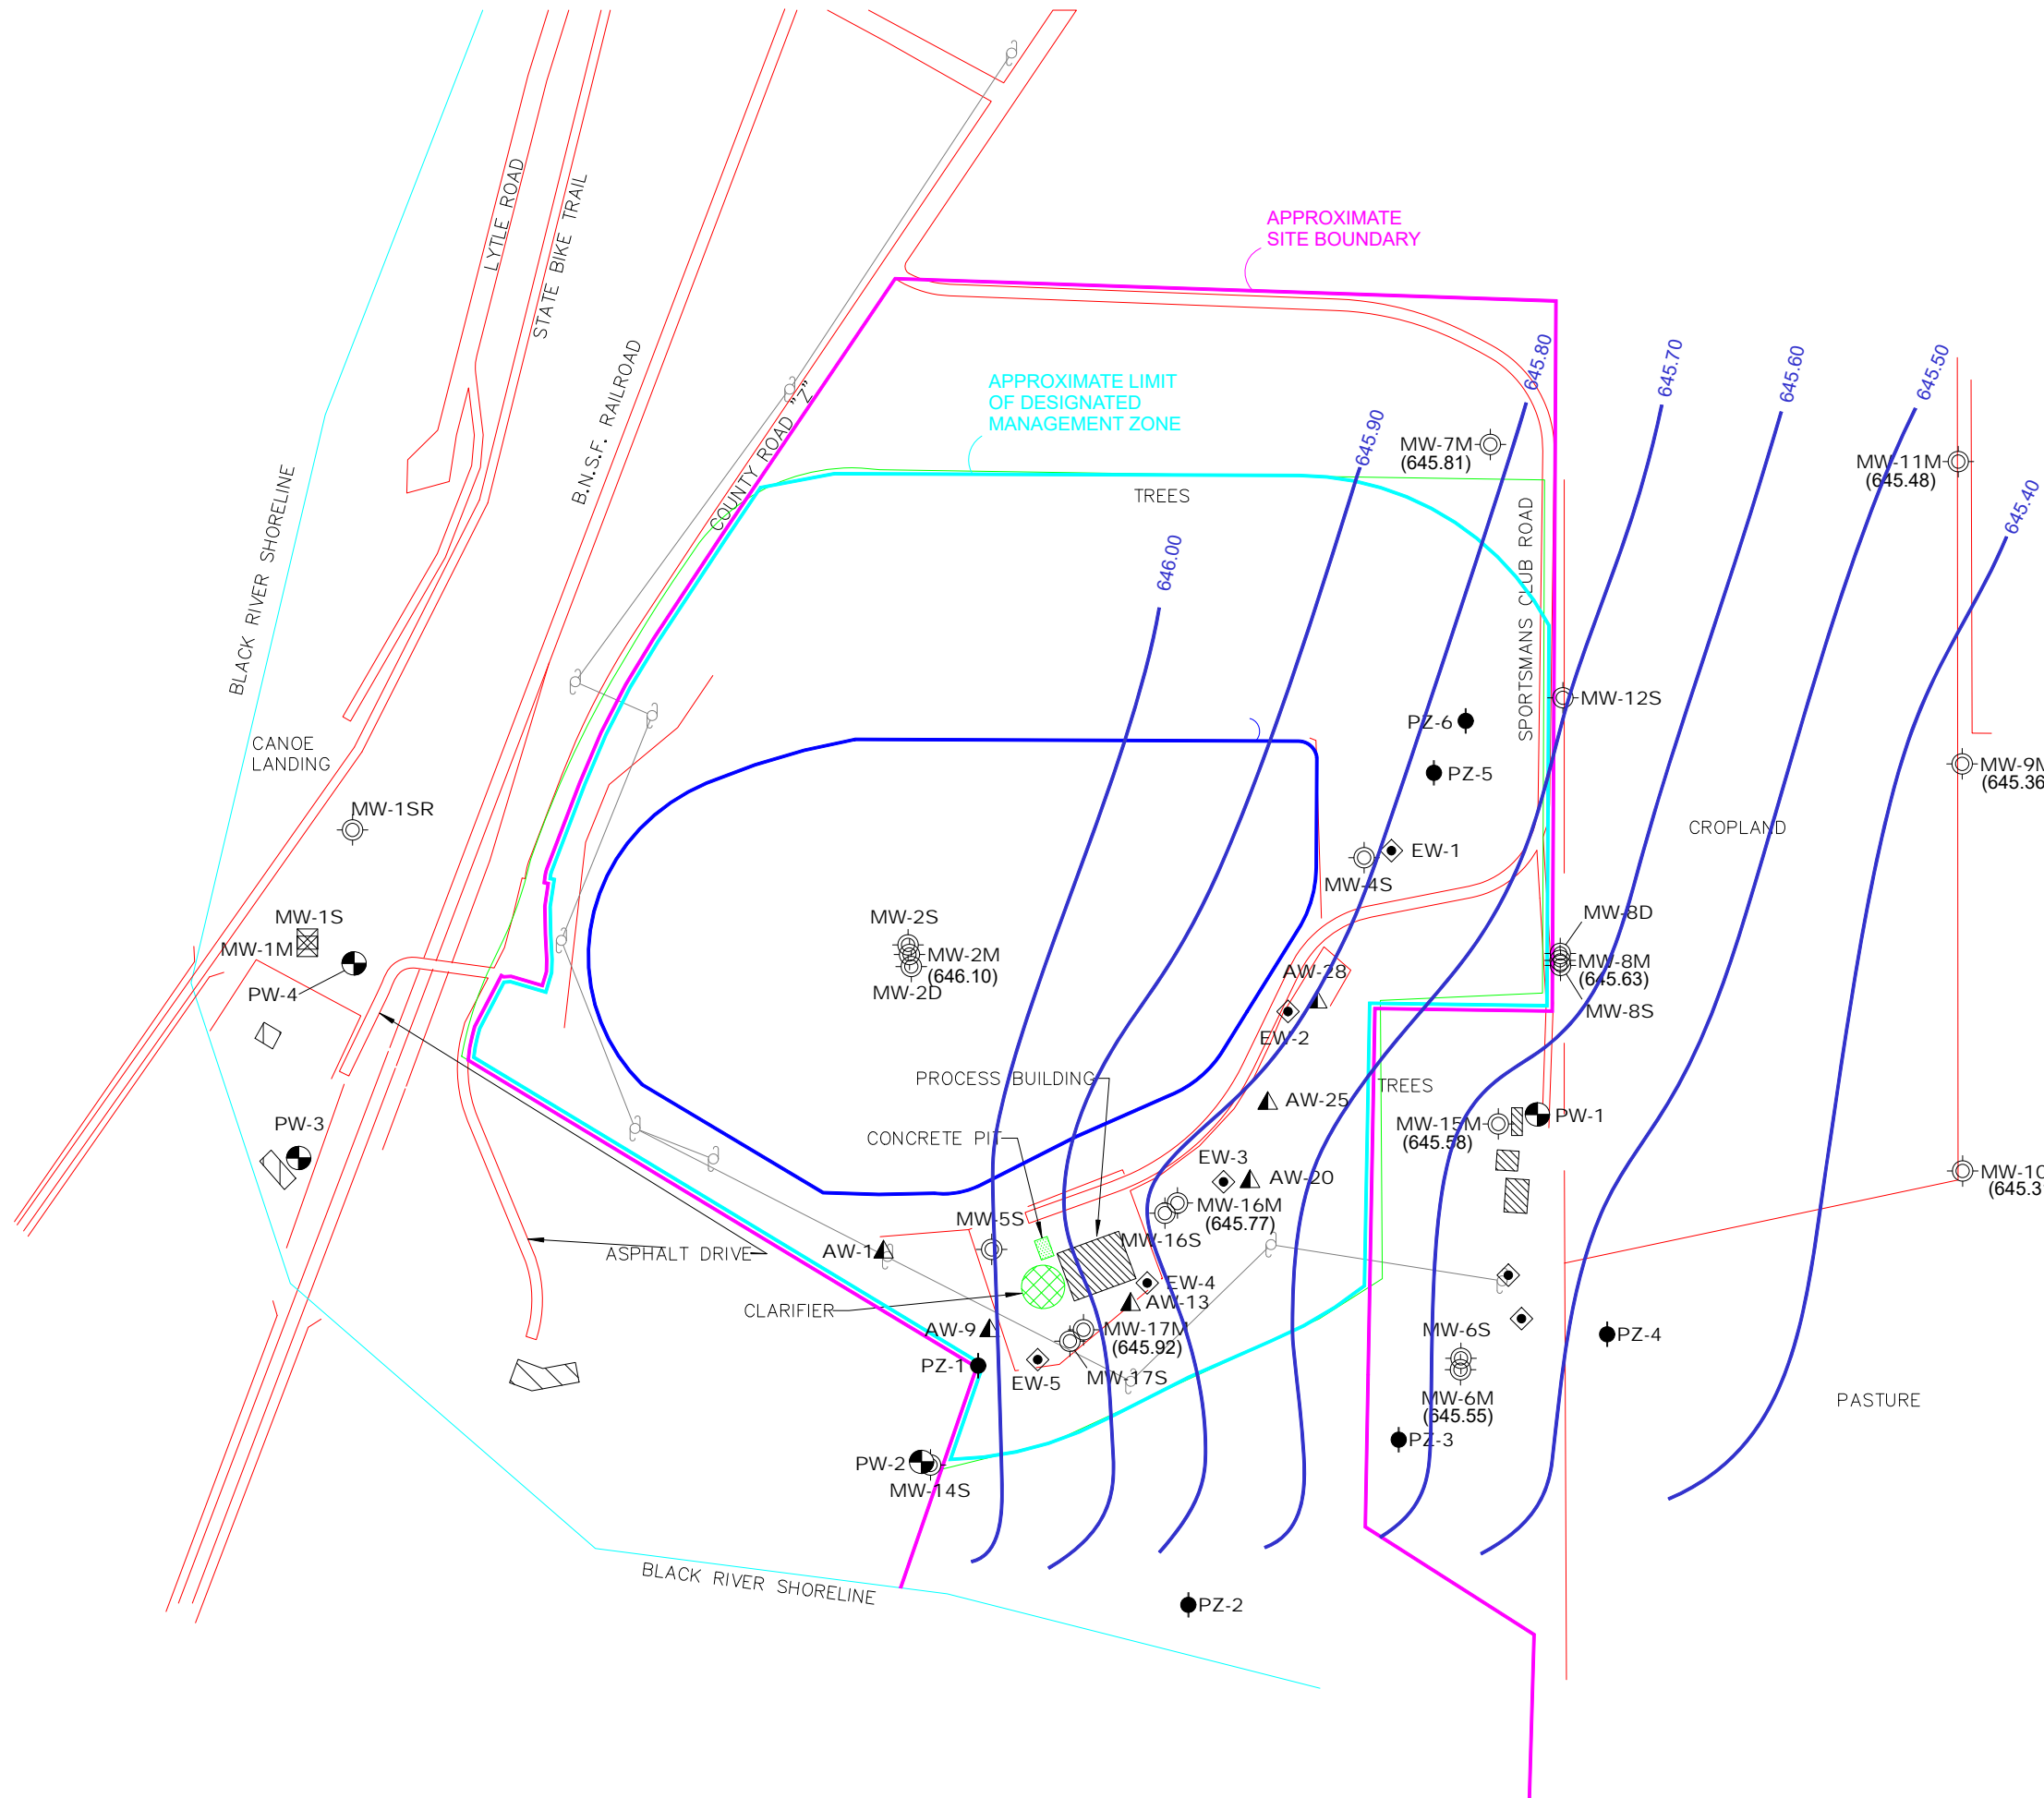 LYTLE ROAD
STATE BIKE TRAIL
B.N.S.F. RAILROAD
COUNTY ROAD "Z"
BLACK RIVER SHORELINE
APPROXIMATE
SITE BOUNDARY
APPROXIMATE LIMIT
OF DESIGNATED
MANAGEMENT ZONE
TREES
646.00
645.90
645.80
645.70
645.60
645.50
645.40
MW-7M
(645.81)
MW-11M
(645.48)
SPORTSMANS CLUB ROAD
MW-12S
PZ-6
PZ-5
MW-9M
(645.36
CROPLAND
CANOE
LANDING
MW-1SR
EW-1
MW-4S
MW-1S
MW-1M
PW-4
MW-2S
MW-2M
(646.10)
MW-2D
MW-8D
MW-8M
(645.63)
MW-8S
AW-28
EW-2
PROCESS BUILDING
TREES
AW-25
PW-3
CONCRETE PIT
MW-15M
(645.58)
PW-1
EW-3
AW-20
MW-10
(645.3
MW-16M
(645.77)
MW-16S
MW-5S
AW-1
ASPHALT DRIVE
EW-4
AW-13
CLARIFIER
AW-9
MW-17M
(645.92)
MW-17S
PZ-1
EW-5
MW-6S
MW-6M
(645.55)
PZ-4
PZ-3
PASTURE
PW-2
MW-14S
BLACK RIVER SHORELINE
PZ-2